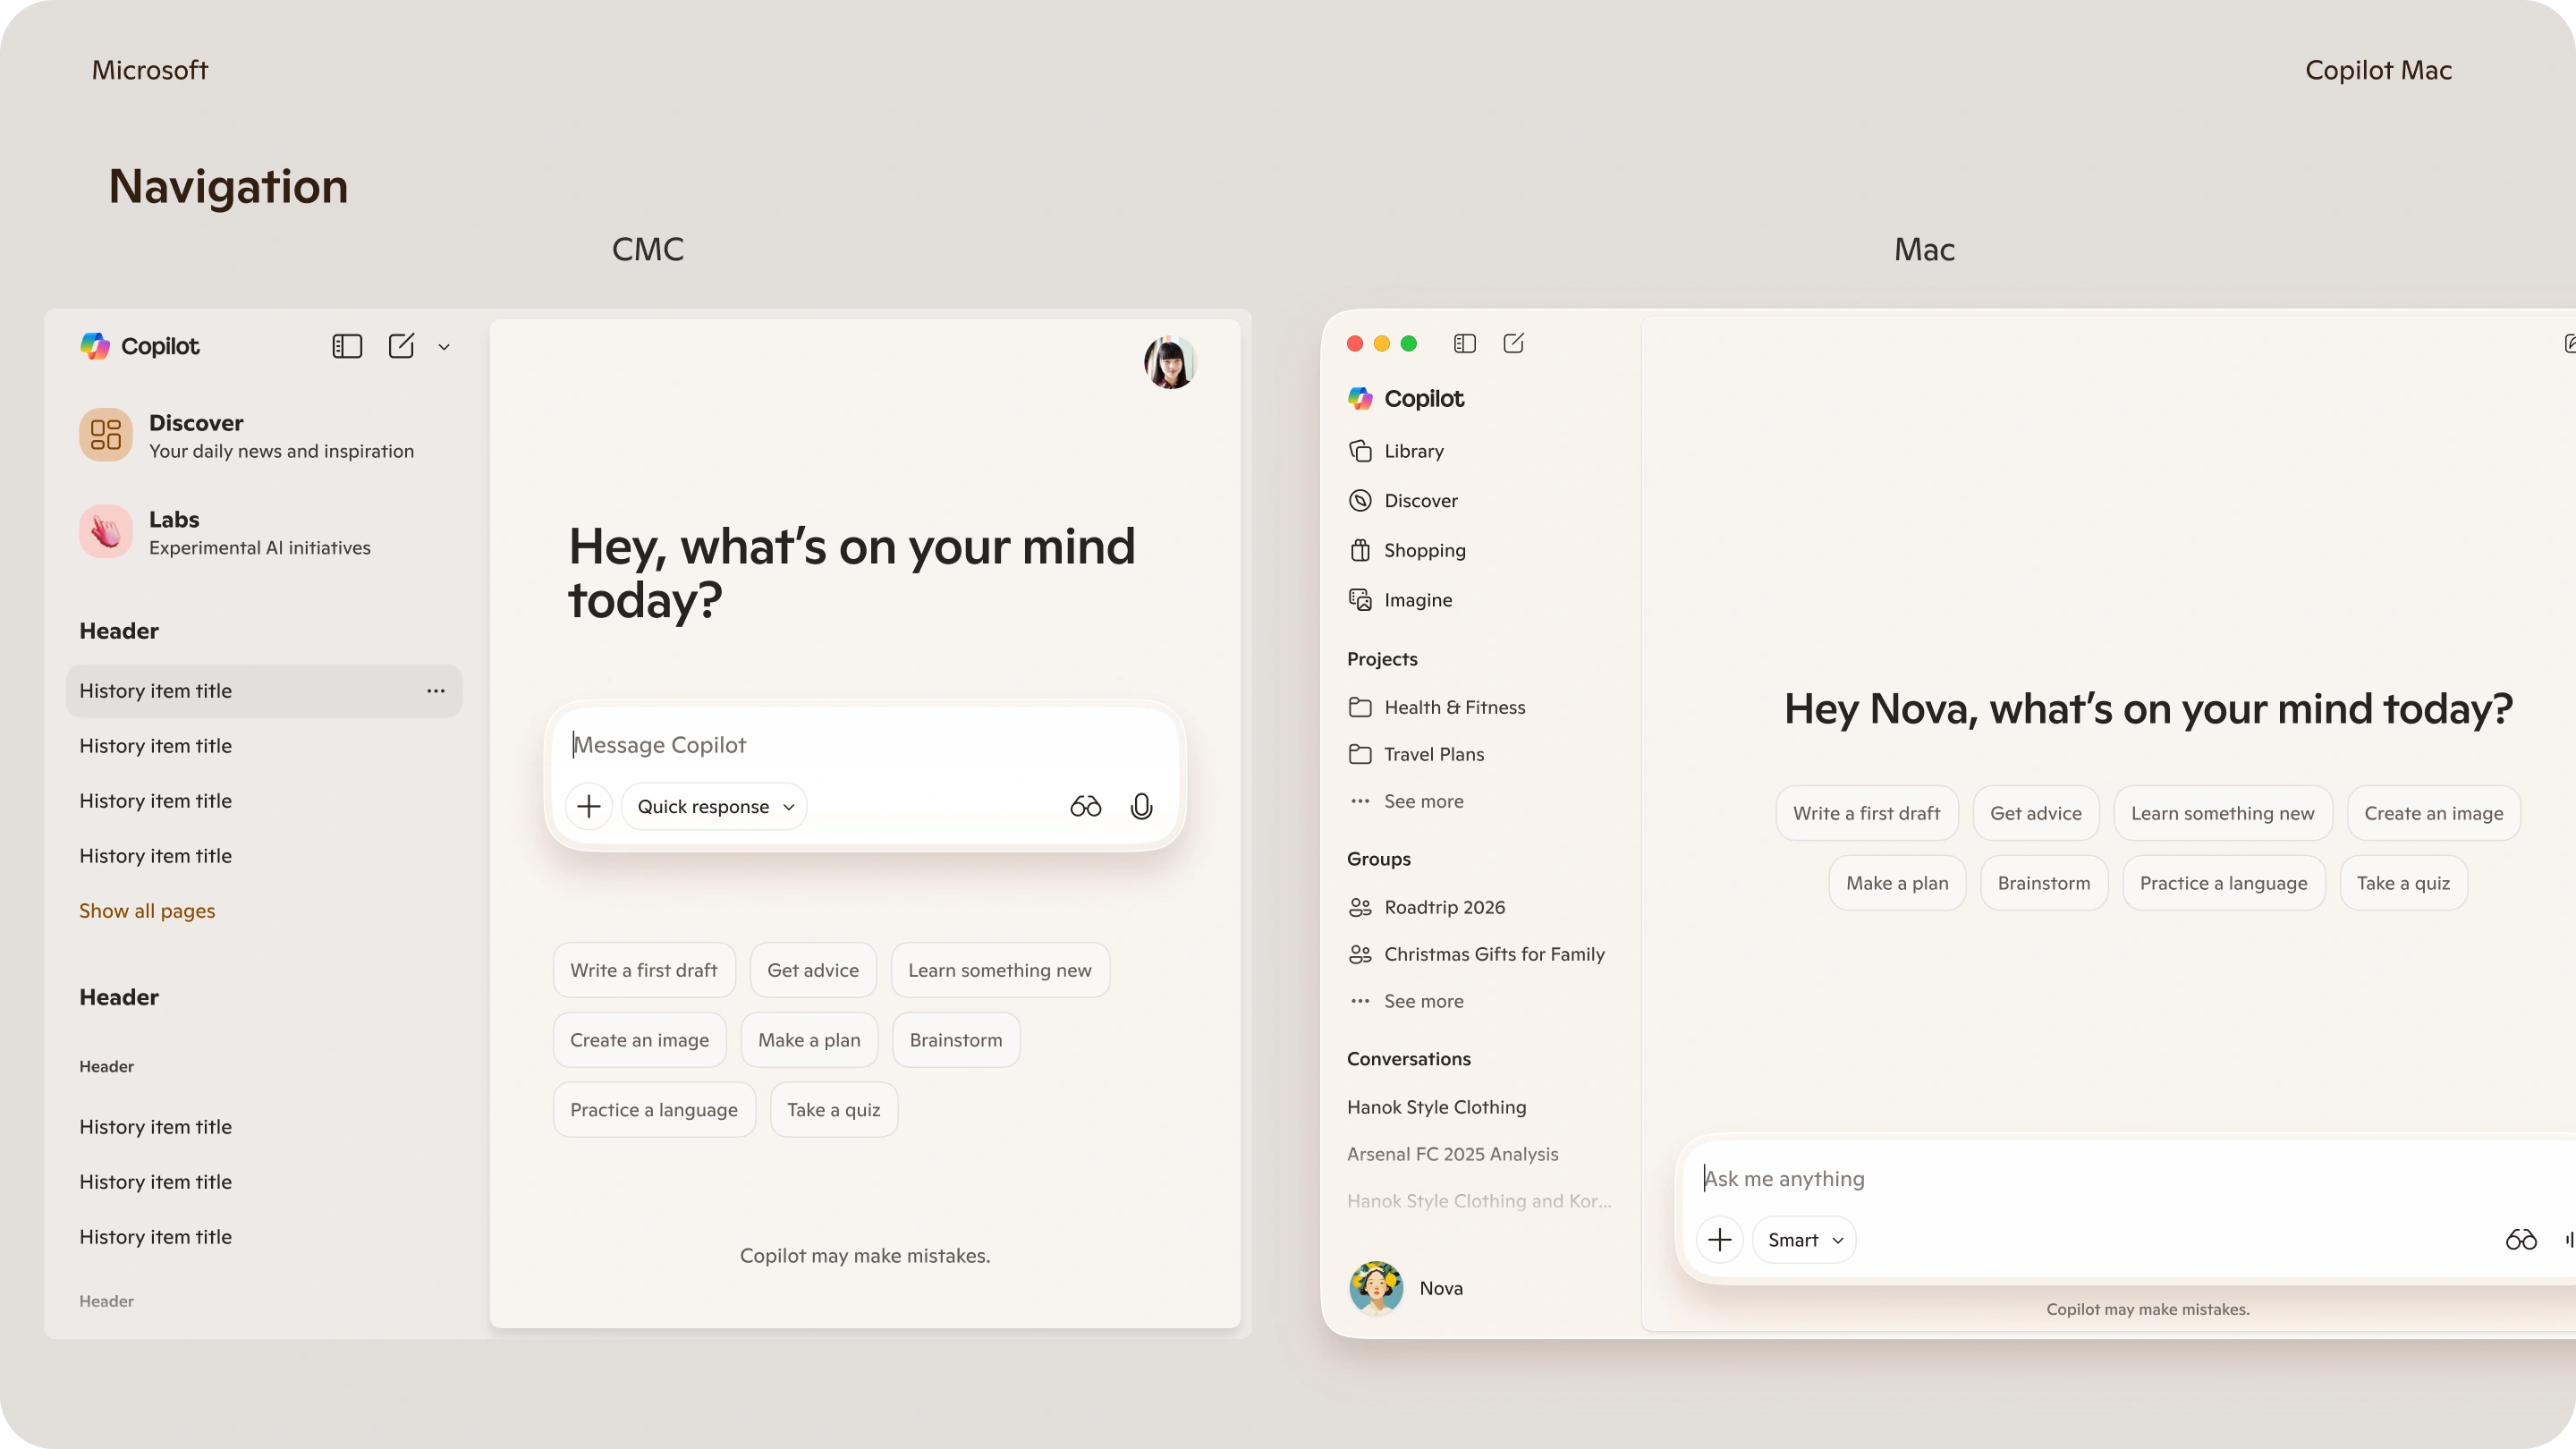 Microsoft
Copilot Mac
Navigation
CMC
Mac
Copilot
Discover
Your daily news and inspiration
Labs
Experimental AI initiatives
Header
History item title
History item title
History item title
History item title
Show all pages
Header
Header
History item title
History item title
History item title
Header
Hey, what's on your mind
today?
Message Copilot
Quick response
Write a first draft
Get advice
Learn something new
Create an image
Make a plan
Brainstorm
Practice a language
Take a quiz
Copilot may make mistakes.
Copilot
Library
Discover
Shopping
Imagine
Projects
Health & Fitness
Travel Plans
See more
Groups
Roadtrip 2026
Christmas Gifts for Family
See more
Conversations
Hanok Style Clothing
Arsenal FC 2025 Analysis
Hanok Style Clothing and Kor...
Nova
Hey Nova, what's on your mind today?
Write a first draft
Get advice
Learn something new
Create an image
Make a plan
Brainstorm
Practice a language
Take a quiz
Ask me anything
Smart
Copilot may make mistakes.